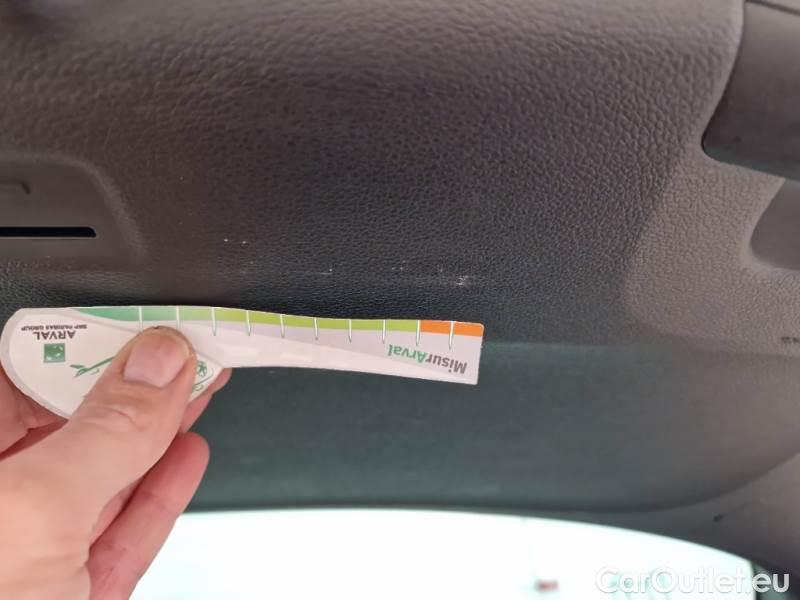 ARVAL
BNP PARIBAS GROUP
MisurArval
CarOutlet.eu